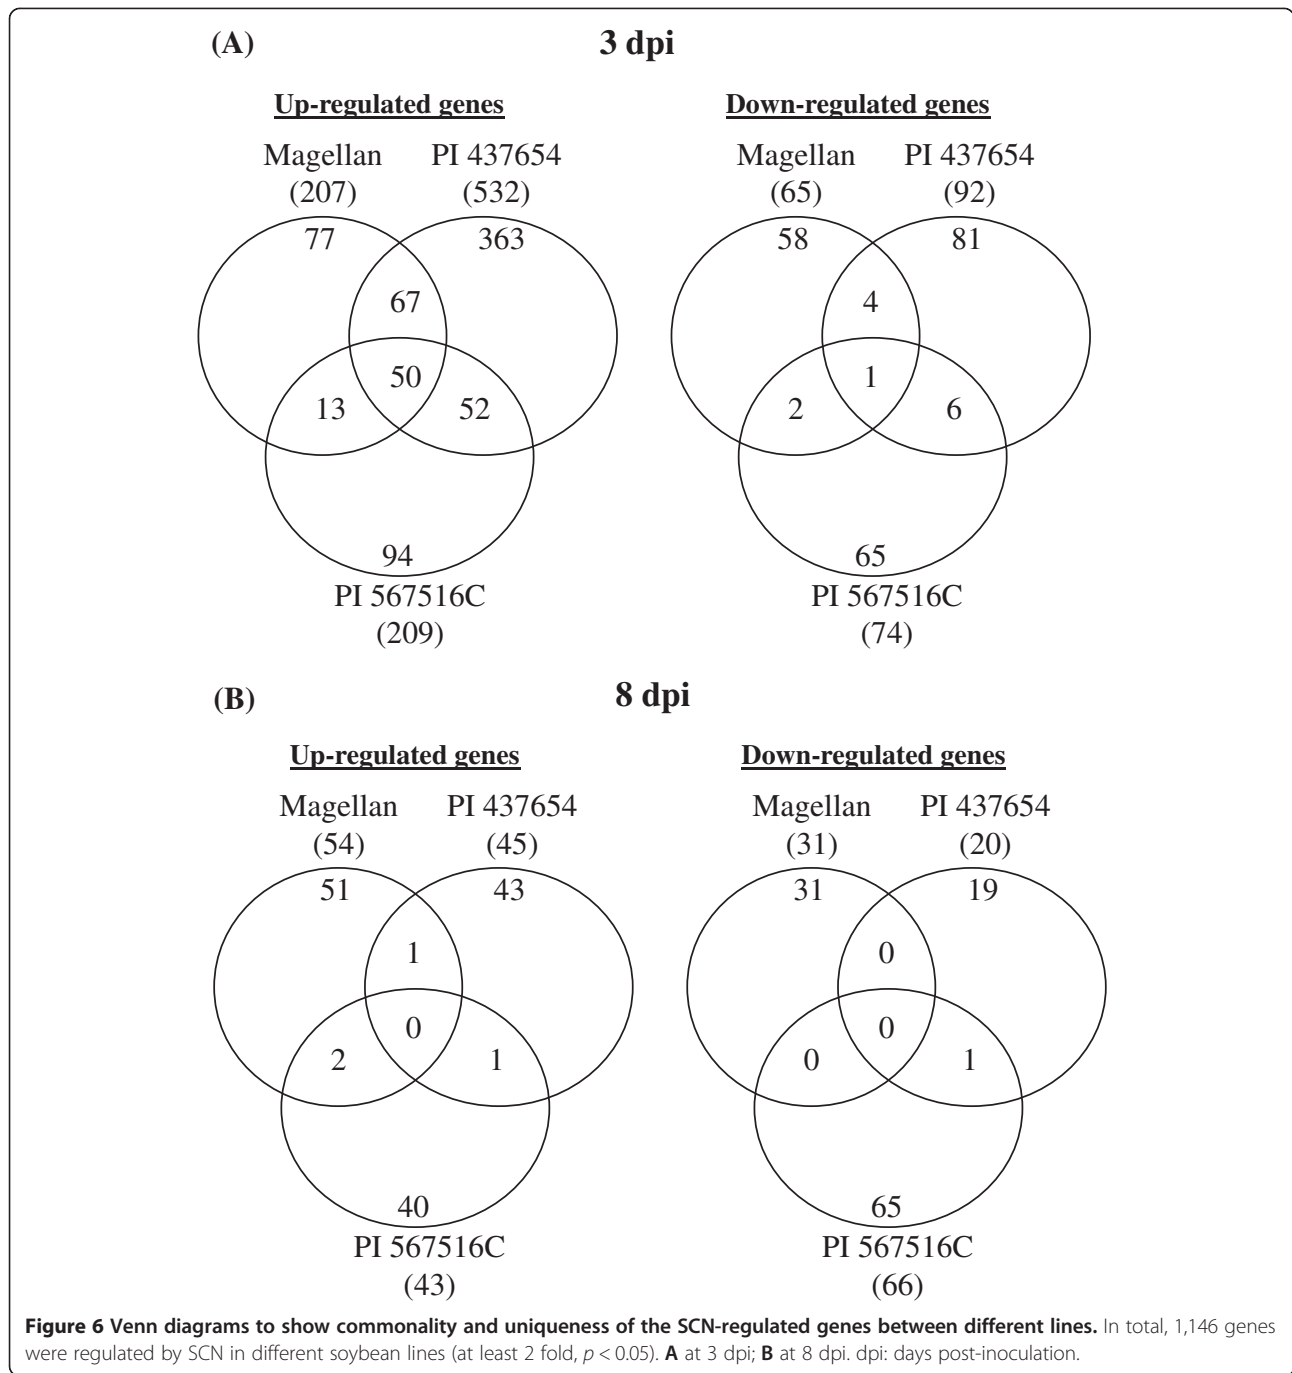 (A) 3 dpi
Up-regulated genes Down-regulated genes
Magellan PI 437654 Magellan PI 437654
(207) (532) (65) (92)
77 363 58 81
67 4
50 1
13 52 2 6
94 65
PI 567516C PI 567516C
(209) (74)
(B) 8 dpi
Up-regulated genes Down-regulated genes
Magellan PI 437654 Magellan PI 437654
(54) (45) (31) (20)
51 43 31 19
1 0
0 0
2 1 0 1
40 65
PI 567516C PI 567516C
(43) (66)
Figure 6 Venn diagrams to show commonality and uniqueness of the SCN-regulated genes between different lines. In total, 1,146 genes
were regulated by SCN in different soybean lines (at least 2 fold, p < 0.05). A at 3 dpi; B at 8 dpi. dpi: days post-inoculation.